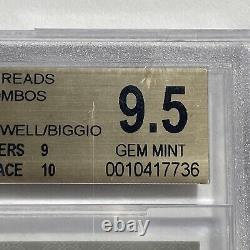 READS
OMBOS
WELL/BIGGIO
9.5
ERS 9
GEM MINT
ACE 10
0010417736